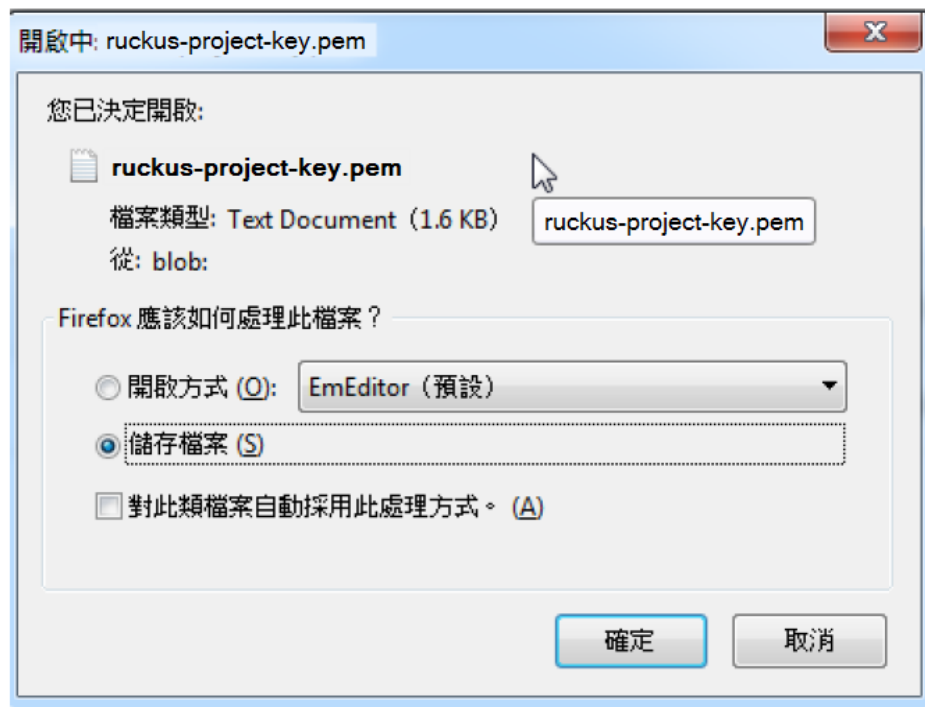 開啟中: ruckus-project-key.pem
x
您已決定開啟:
ruckus-project-key.pem
檔案類型: Text Document（1.6 KB）
ruckus-project-key.pem
從: blob:
Firefox 應該如何處理此檔案？
開啟方式 (O): EmEditor（預設）
儲存檔案 (S)
對此類檔案自動採用此處理方式。 (A)
確定 取消